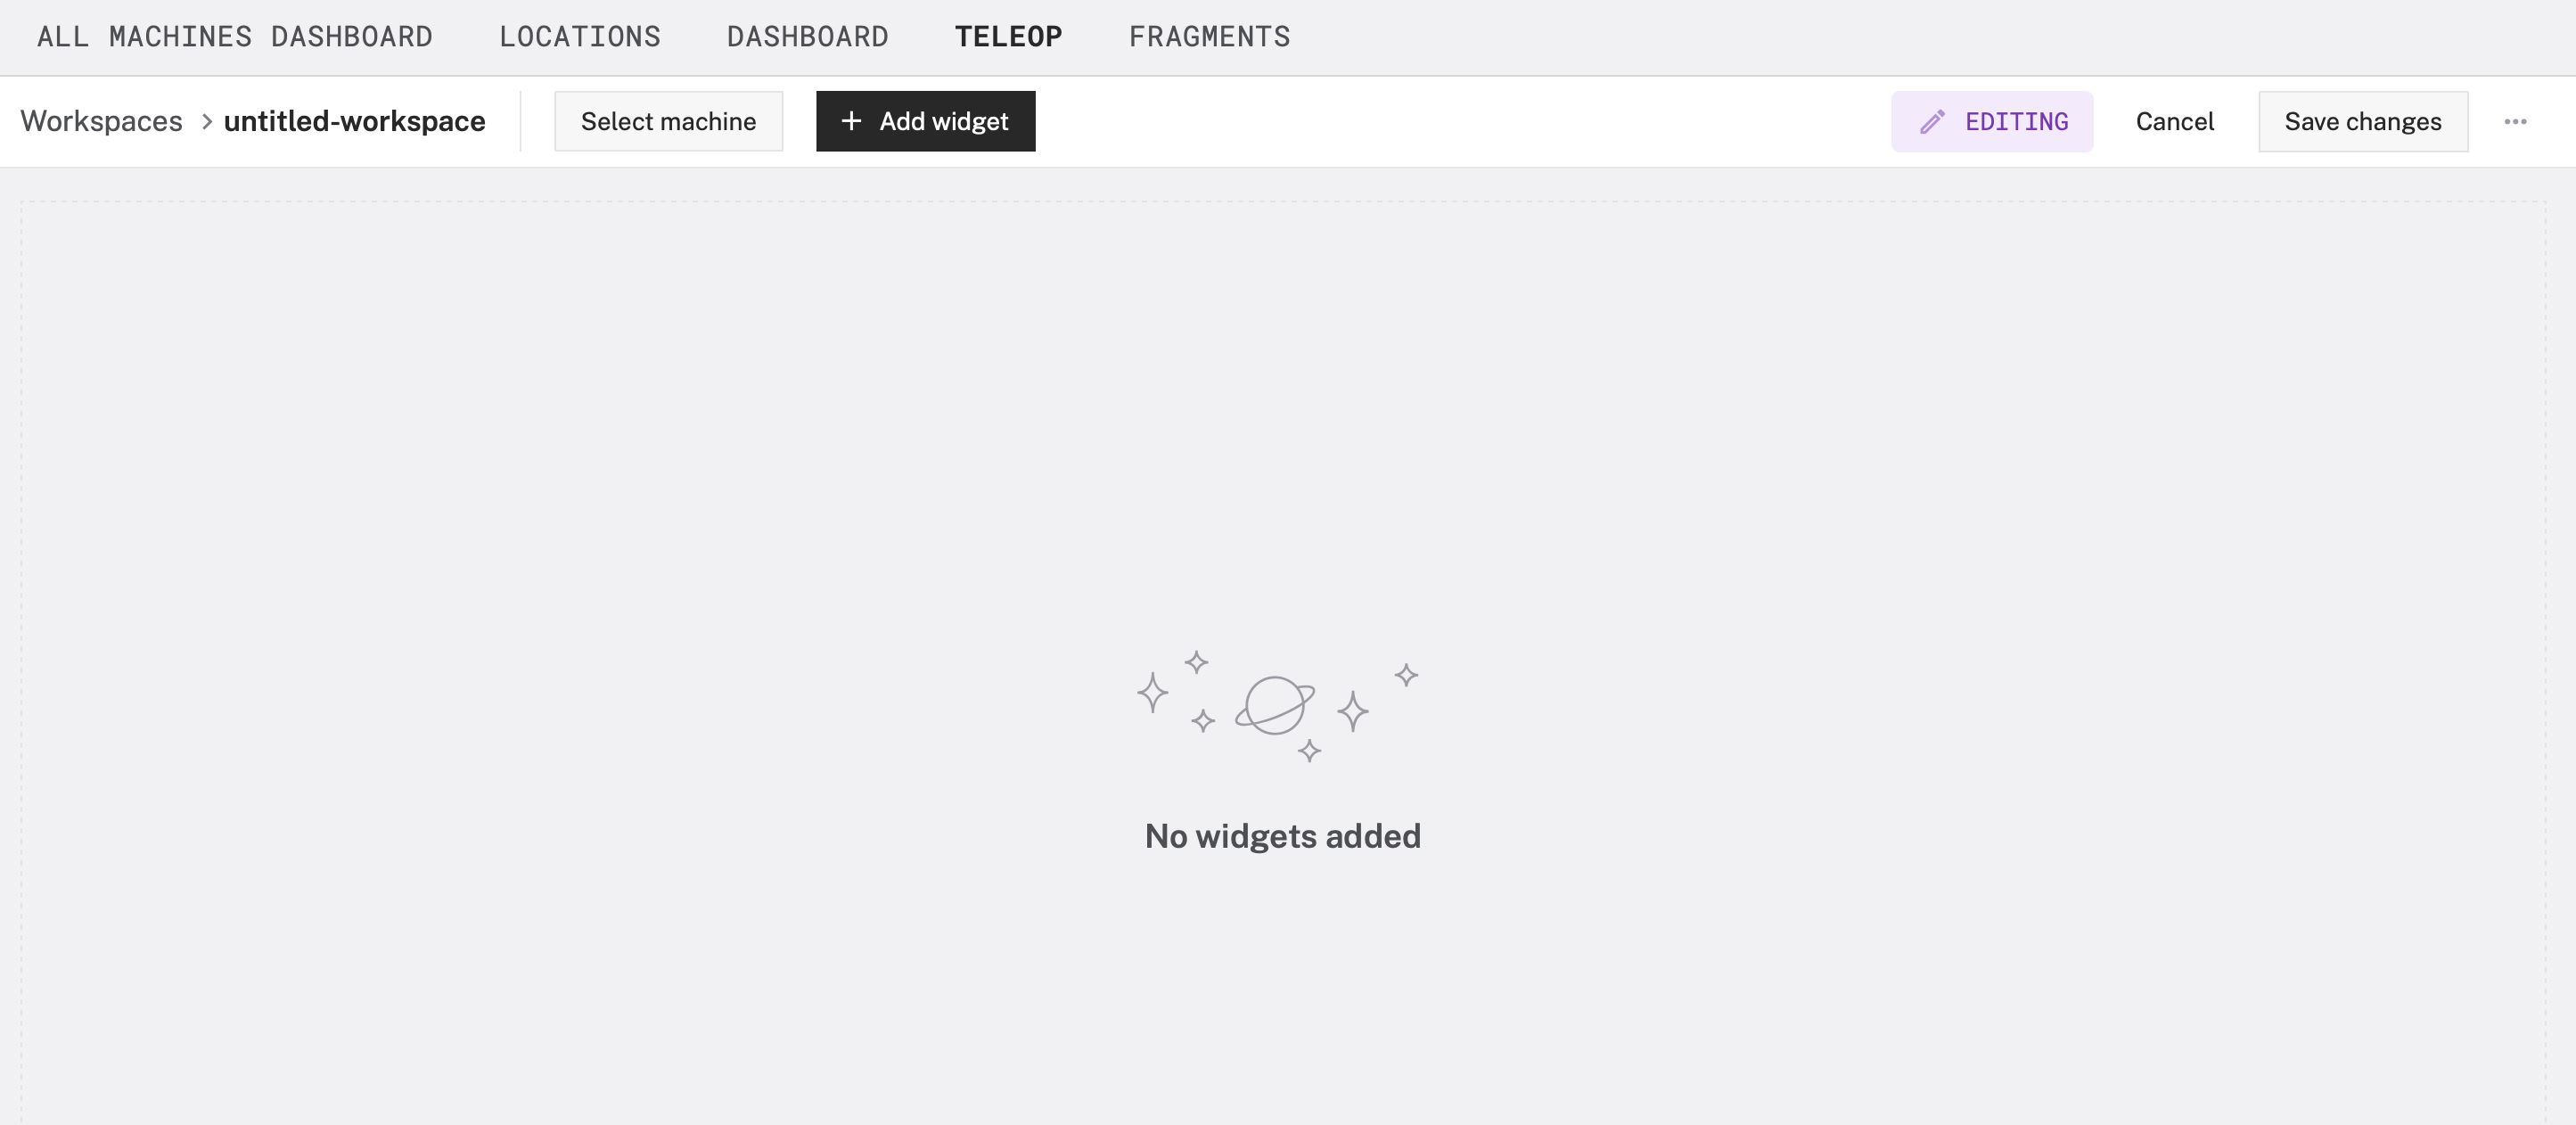 ALL MACHINES DASHBOARD LOCATIONS DASHBOARD TELEOP FRAGMENTS
Workspaces > untitled-workspace Select machine + Add widget EDITING Cancel Save changes ...
No widgets added